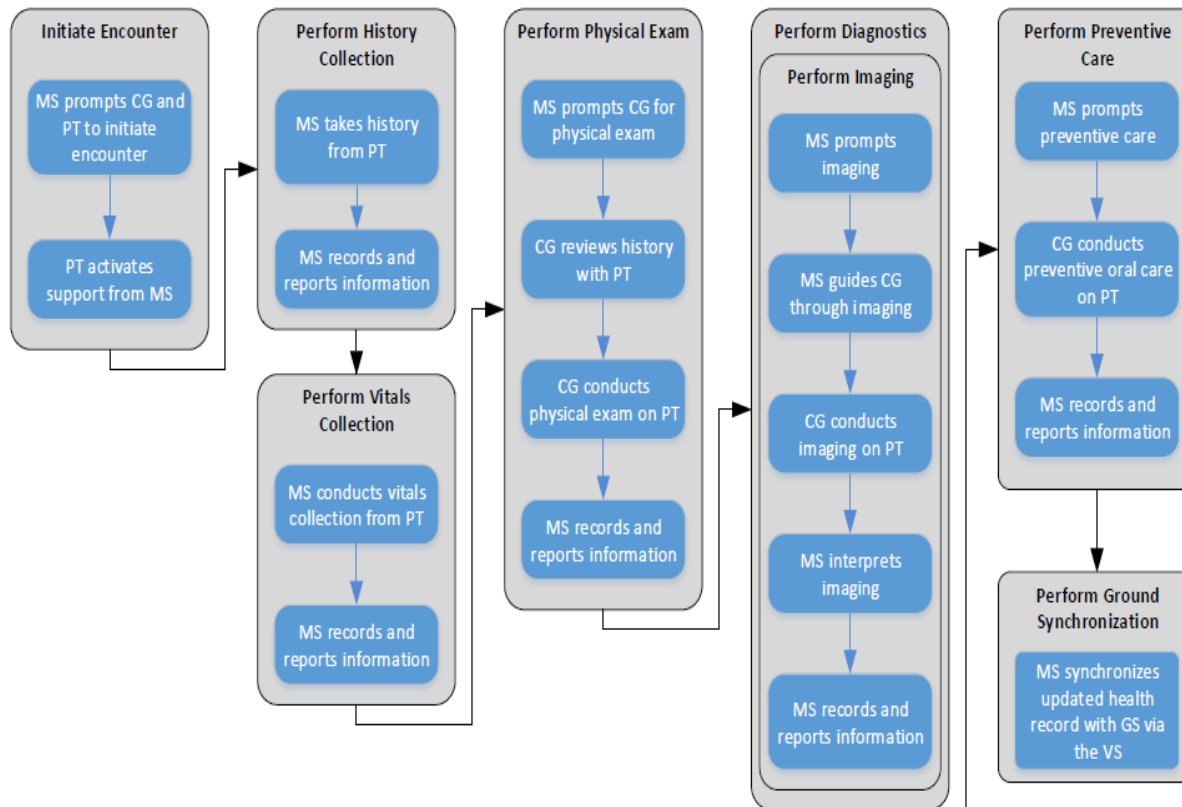 Initiate Encounter
MS prompts CG and
PT to initiate
encounter
PT activates
support from MS
Perform History
Collection
MS takes history
from PT
MS records and
reports information
Perform Vitals
Collection
MS conducts vitals
collection from PT
MS records and
reports information
Perform Physical Exam
MS prompts CG for
physical exam
CG reviews history
with PT
CG conducts
physical exam on PT
MS records and
reports information
Perform Diagnostics
Perform Imaging
MS prompts
imaging
MS guides CG
through imaging
CG conducts
imaging on PT
MS interprets
imaging
MS records and
reports information
Perform Preventive
Care
MS prompts
preventive care
CG conducts
preventive oral care
on PT
MS records and
reports information
Perform Ground
Synchronization
MS synchronizes
updated health
record with GS via
the VS